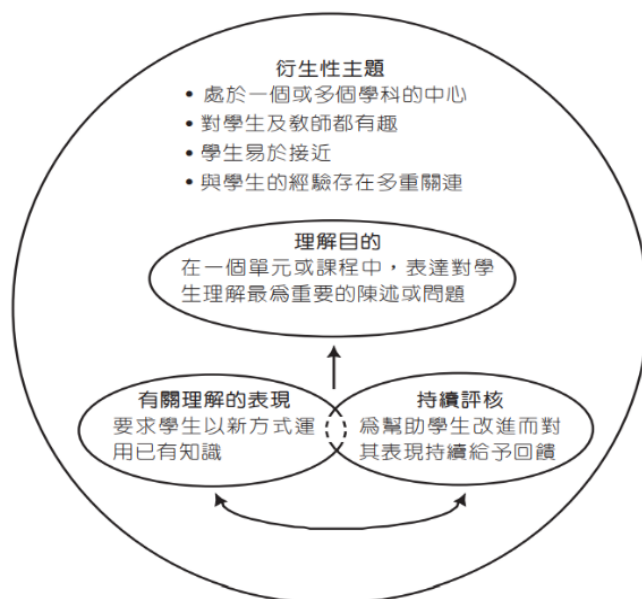 衍生性主題
• 處於一個或多個學科的中心
• 對學生及教師都有趣
• 學生易於接近
• 與學生的經驗存在多重關連
理解目的
在一個單元或課程中，表達對學
生理解最為重要的陳述或問題
有關理解的表現
要求學生以新方式運
用已有知識
持續評核
為幫助學生改進而對
其表現持續給予回饋